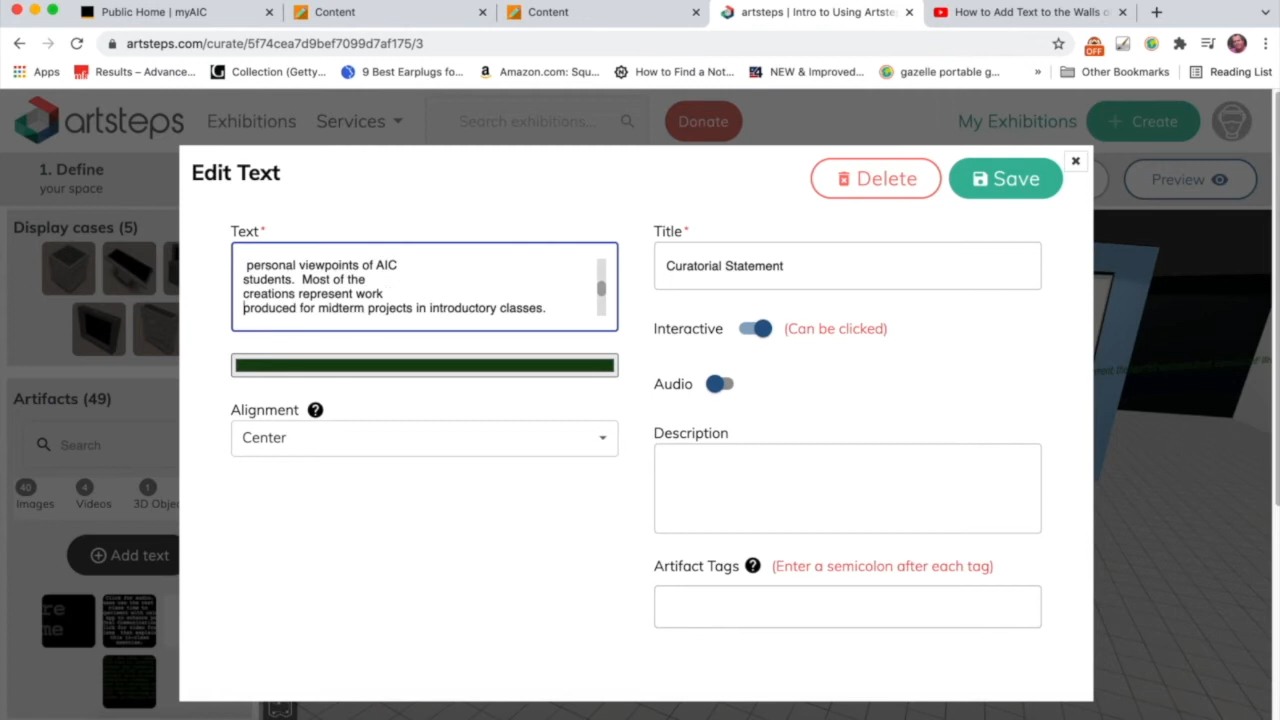 Public Home | myAIC
Content
Content
artsteps | Intro to Using Artste
How to Add Text to the Walls o
artsteps.com/curate/5f74cea7d9bef7099d7af175/3
OFF
Apps
Results – Advance...
Collection (Getty...
9 Best Earplugs fo...
Amazon.com: Squ...
How to Find a Not...
NEW & Improved...
gazelle portable g...
»
Other Bookmarks
Reading List
artsteps
Exhibitions
Services
Search exhibitions...
Donate
My Exhibitions
+ Create
1. Define
your space
Preview
Edit Text
Delete
Save
Display cases (5)
Text*
personal viewpoints of AIC
students.  Most of the
creations represent work
produced for midterm projects in introductory classes.
Alignment ?
Center
Title*
Curatorial Statement
Interactive
(Can be clicked)
Audio
Description
Artifact Tags ? (Enter a semicolon after each tag)
Artifacts (49)
Search
40
4
1
Images
Videos
3D Objec
Add text
re
me